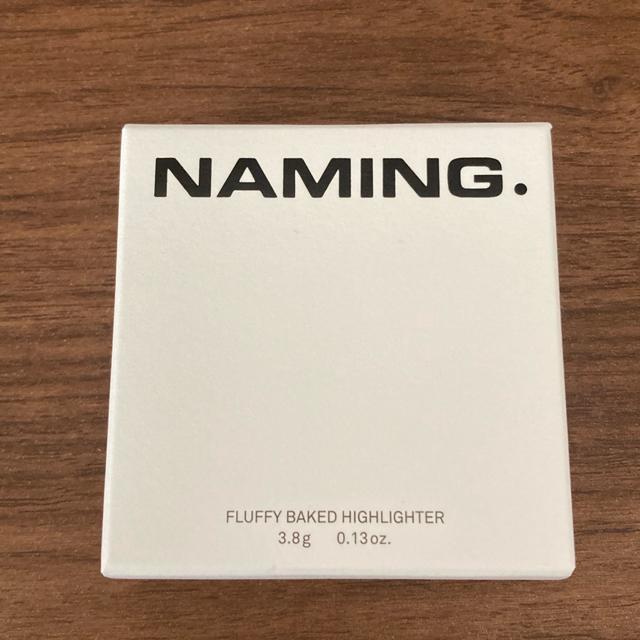 NAMING.
FLUFFY BAKED HIGHLIGHTER
3.8g 0.13oz.